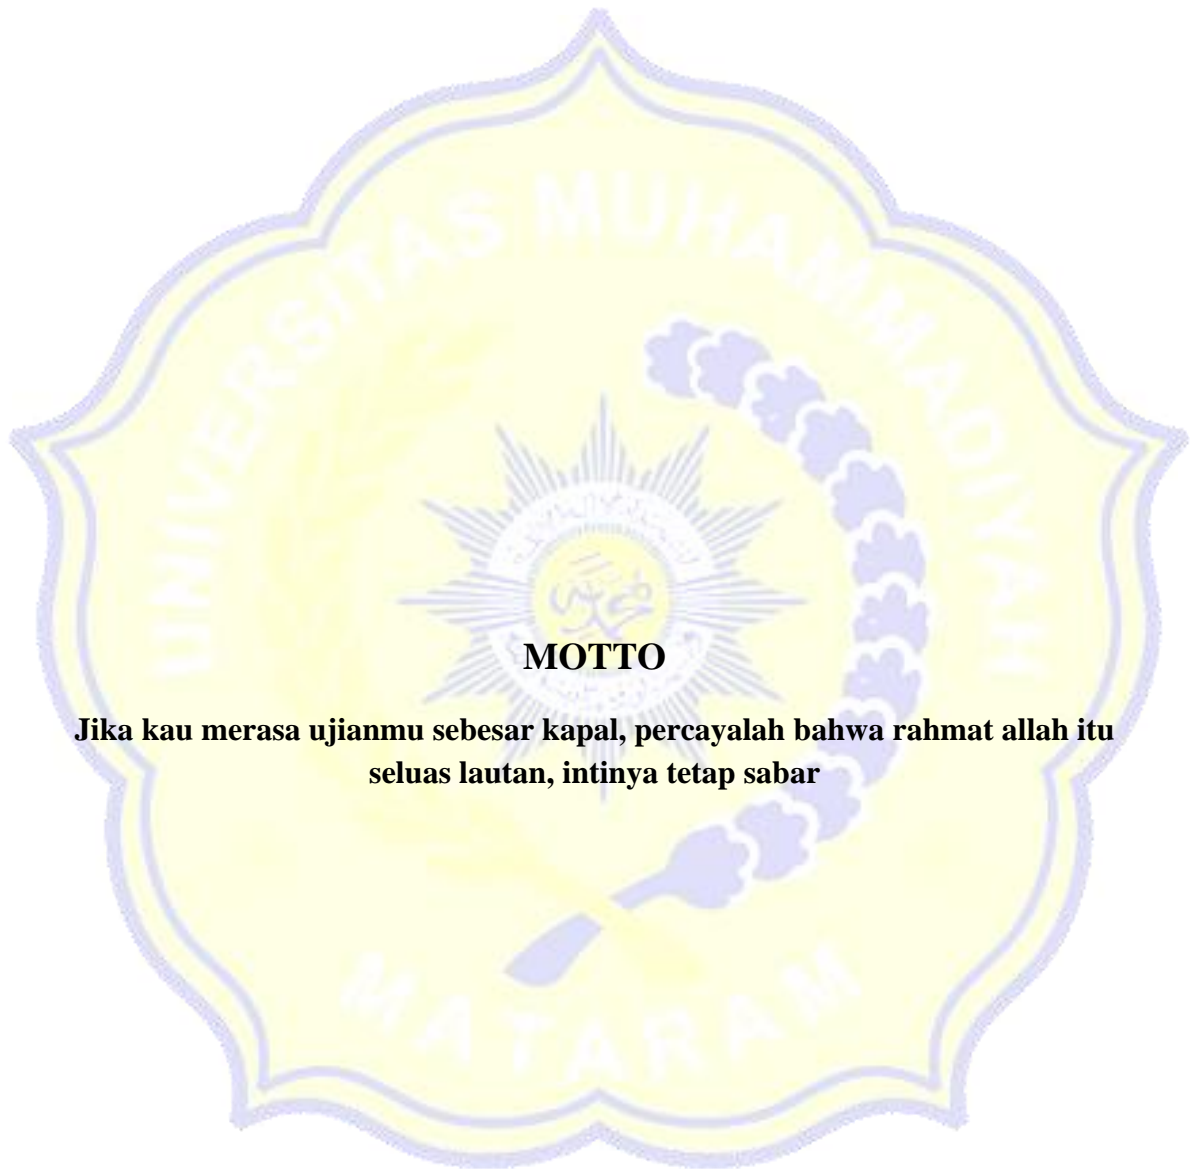 UNIVERSITAS MUHAMMADIYAH
MOTTO
Jika kau merasa ujianmu sebesar kapal, percayalah bahwa rahmat allah itu
seluas lautan, intinya tetap sabar
MATARAM